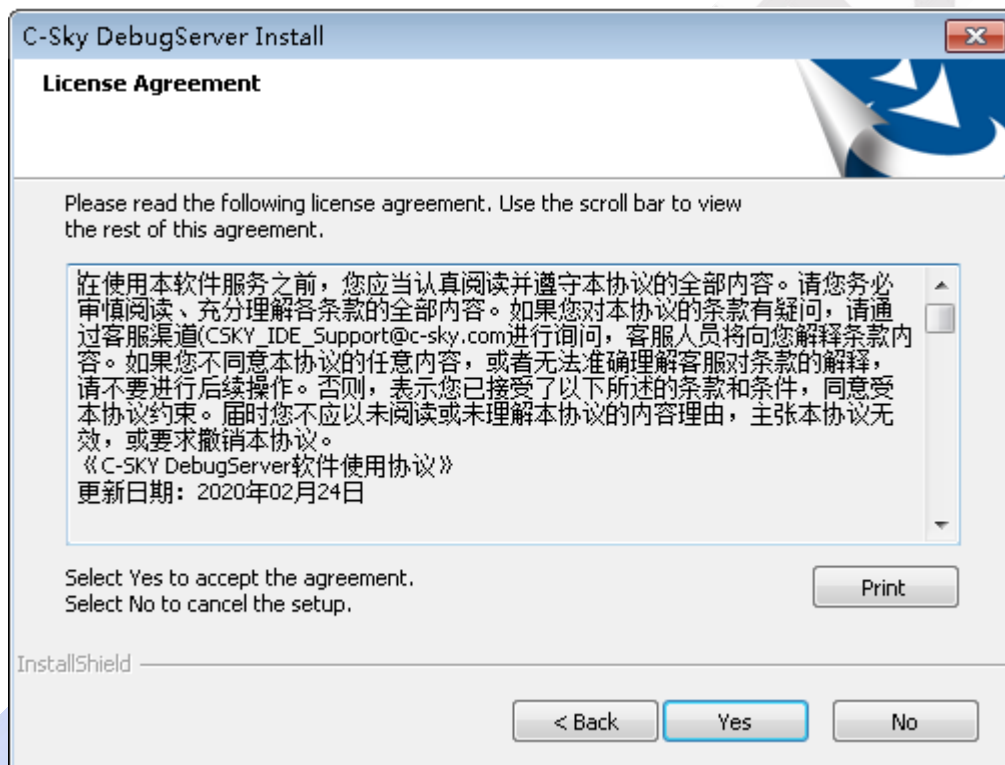 C-Sky DebugServer Install
License Agreement
Please read the following license agreement. Use the scroll bar to view
the rest of this agreement.
在使用本软件服务之前，您应当认真阅读并遵守本协议的全部内容。请您务必
审慎阅读、充分理解各条款的全部内容。如果您对本协议的条款有疑问，请通
过客服渠道(CSKY_IDE_Support@c-sky.com进行询问，客服人员将向您解释条款内
容。如果您不同意本协议的任意内容，或者无法准确理解客服对条款的解释，
请不要进行后续操作。否则，表示您已接受了以下所述的条款和条件，同意受
本协议约束。届时您不应以未阅读或未理解本协议的内容理由，主张本协议无
效，或要求撤销本协议。
《C-SKY DebugServer软件使用协议》
更新日期：2020年02月24日
Select Yes to accept the agreement.
Select No to cancel the setup.
Print
InstallShield
< Back
Yes
No